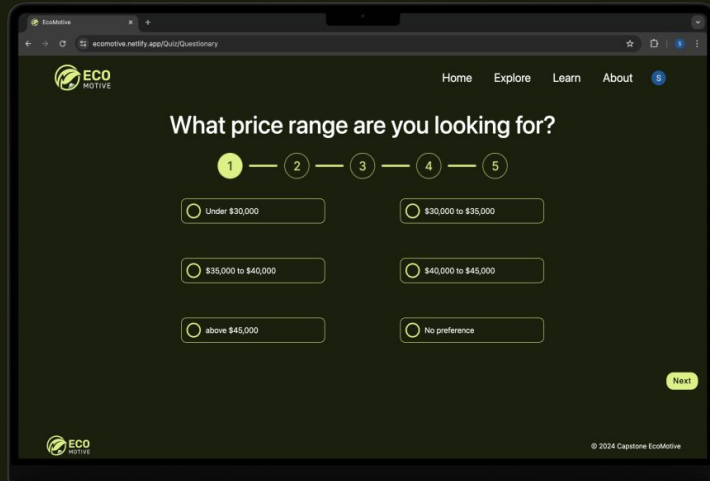 EcoMotive
ecomotive.netlify.app/Quiz/Questionary
S
ECO
MOTIVE
Home Explore Learn About S
What price range are you looking for?
1 2 3 4 5
Under $30,000 $30,000 to $35,000
$35,000 to $40,000 $40,000 to $45,000
above $45,000 No preference
Next
ECO
MOTIVE
© 2024 Capstone EcoMotive